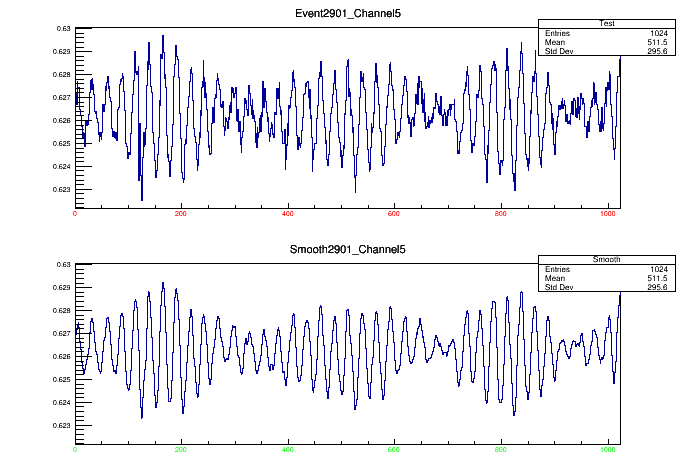 Event2901_Channel5
Test
Entries 1024
Mean 511.5
Std Dev 295.6
0.63
0.629
0.628
0.627
0.626
0.625
0.624
0.623
0 200 400 600 800 1000
Smooth2901_Channel5
Smooth
Entries 1024
Mean 511.5
Std Dev 295.6
0.63
0.629
0.628
0.627
0.626
0.625
0.624
0.623
0 200 400 600 800 1000